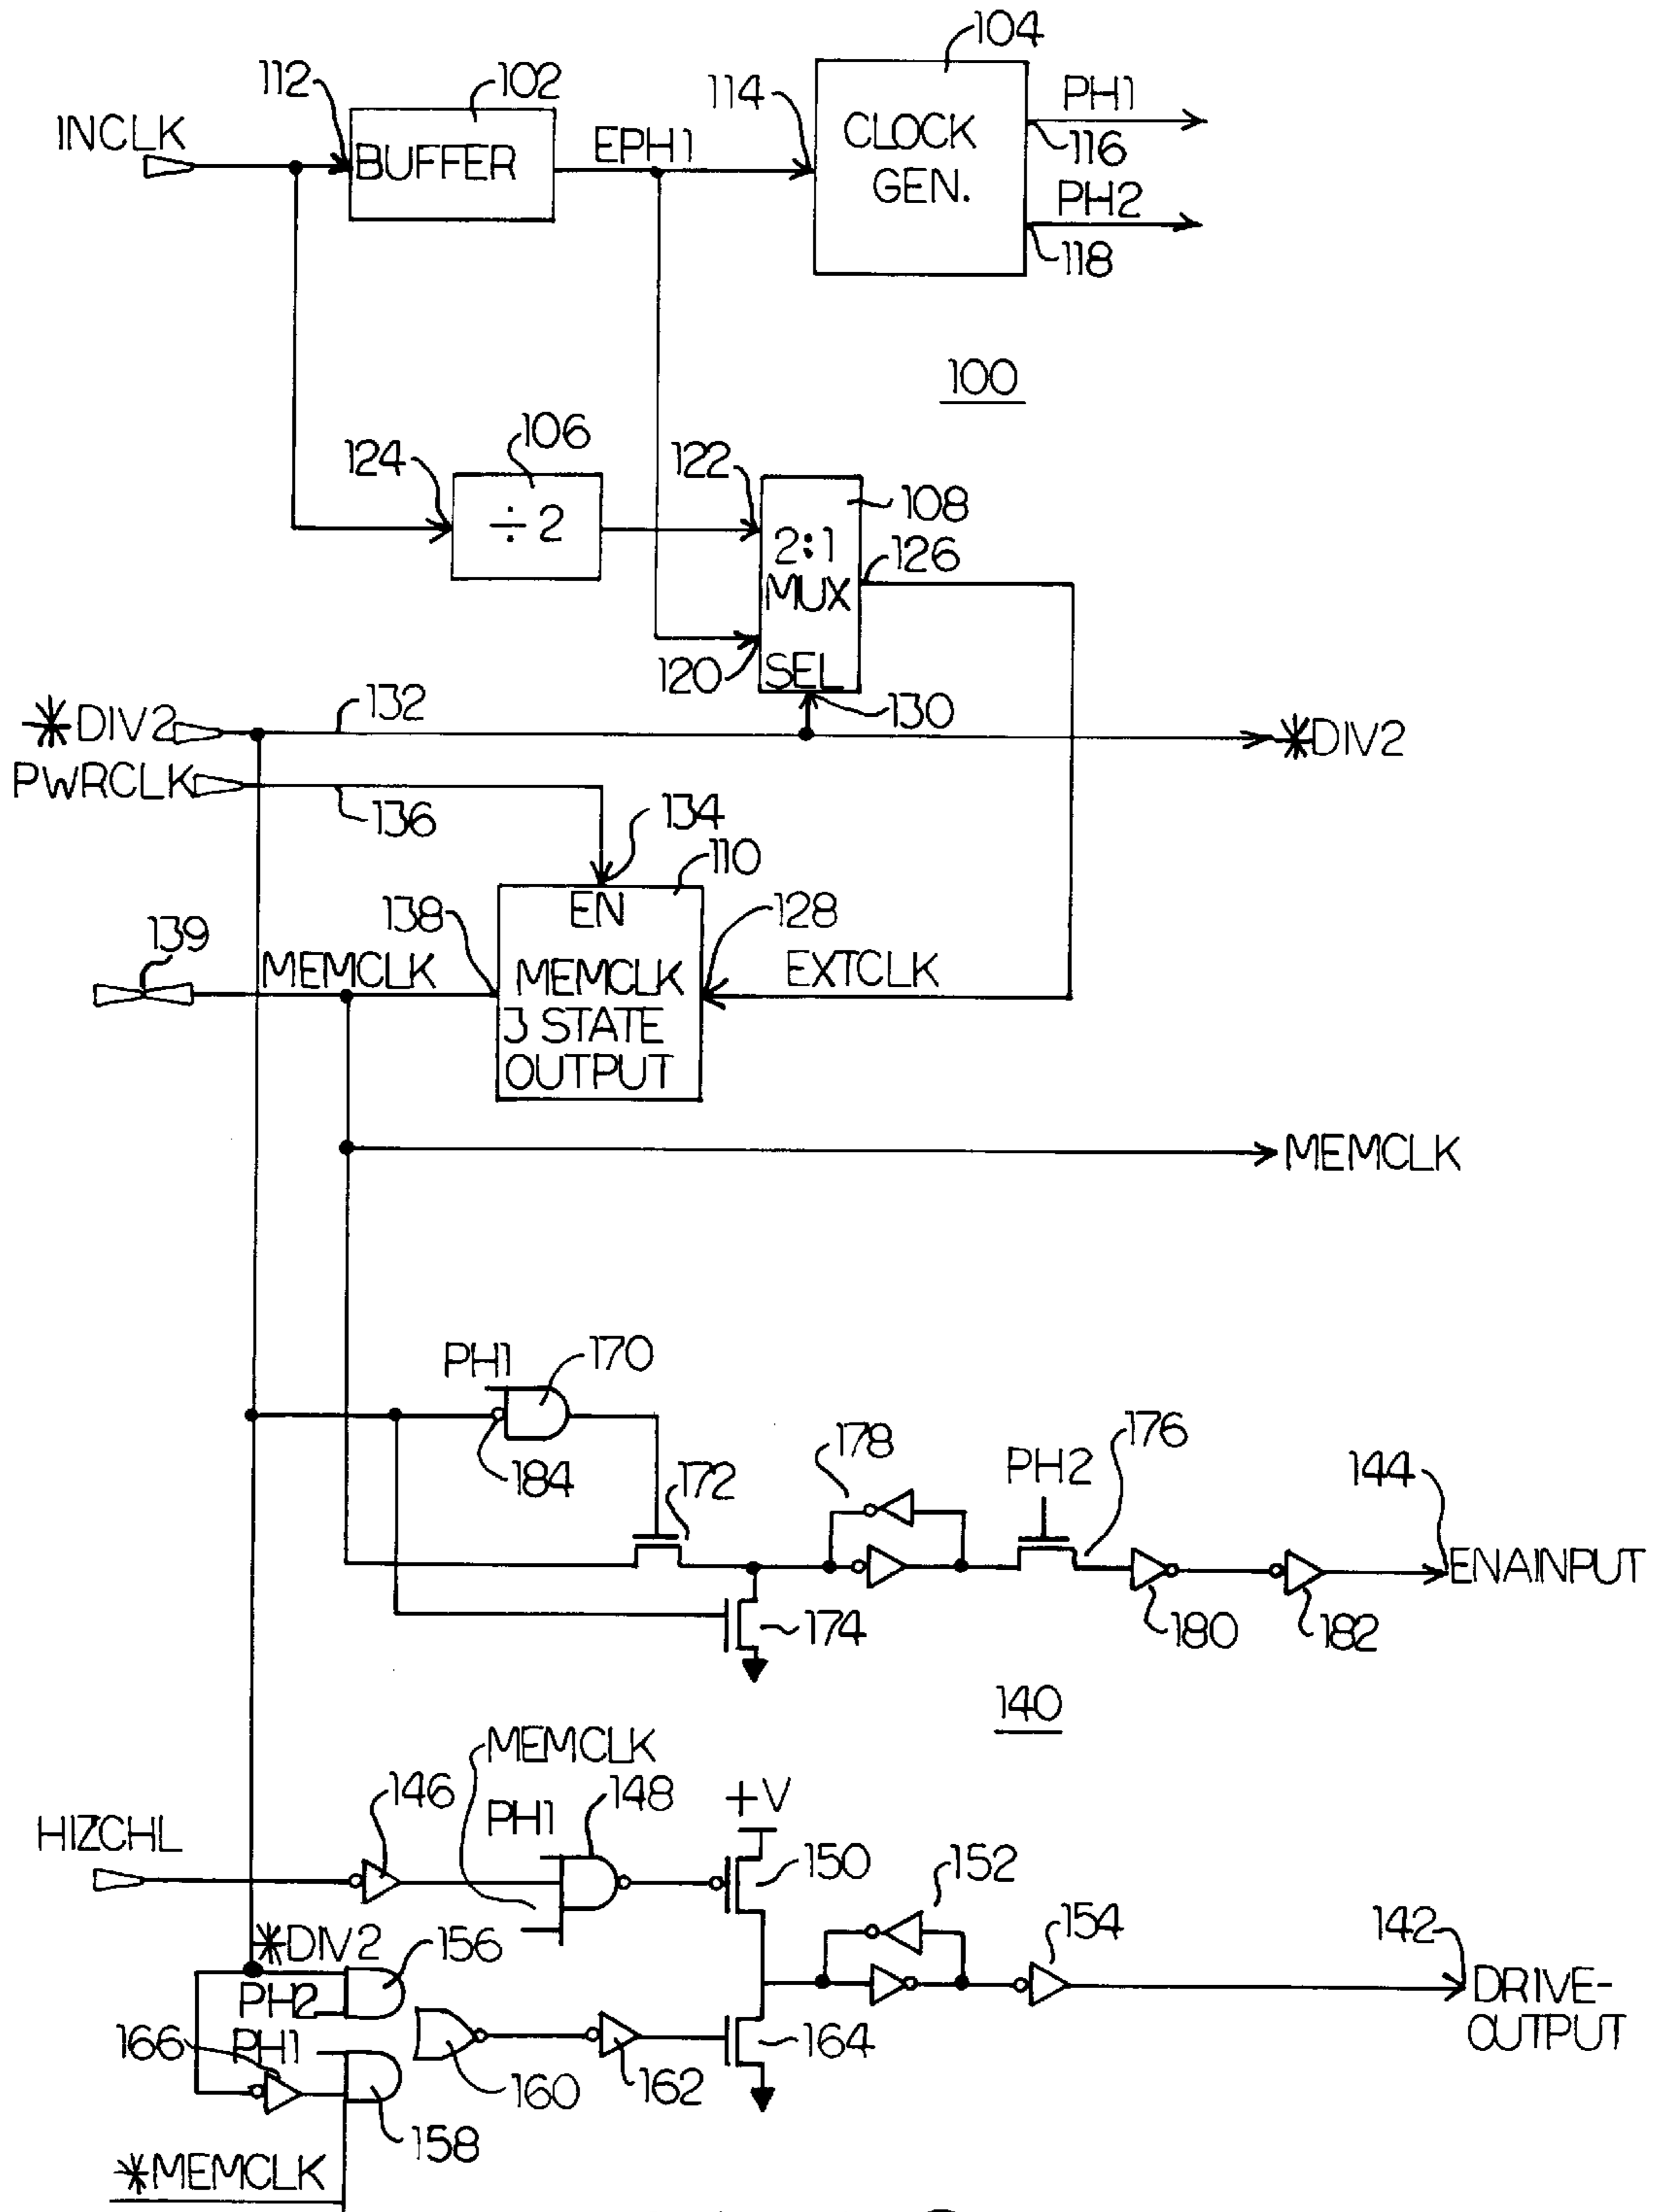 104
112 102 114 PH1
INCLK BUFFER EPH1 CLOCK GEN. 116
PH2
118
100
106
124 122 108
÷2 2:1 MUX 126
120 SEL
*DIV2 132 130 *DIV2
PWRCLK 136 134
110
139 138 EN 128
MEMCLK MEMCLK 3 STATE OUTPUT EXTCLK
MEMCLK
PH1 170
178 PH2 176
184 172 144
ENAINPUT
174 180 182
140
MEMCLK
146 PH1 148 +V
HIZCHL 150 152
154 142
*DIV2 156
PH2 DRIVE-
OUTPUT
166 PH1 164
160 162
158
*MEMCLK